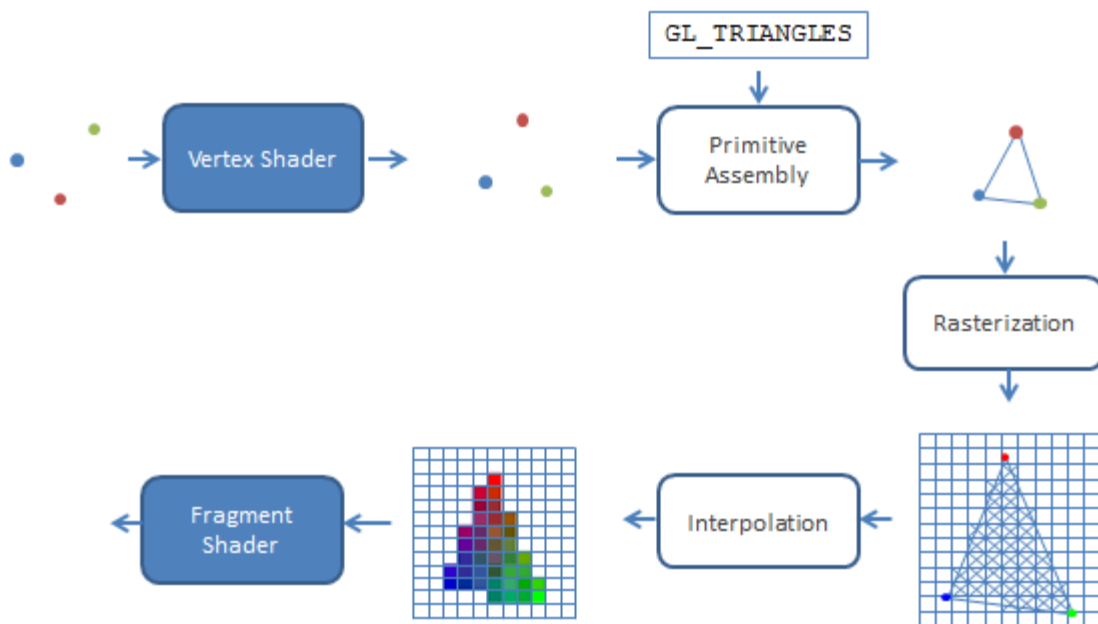 GL_TRIANGLES
Vertex Shader
Primitive
Assembly
Rasterization
Interpolation
Fragment
Shader